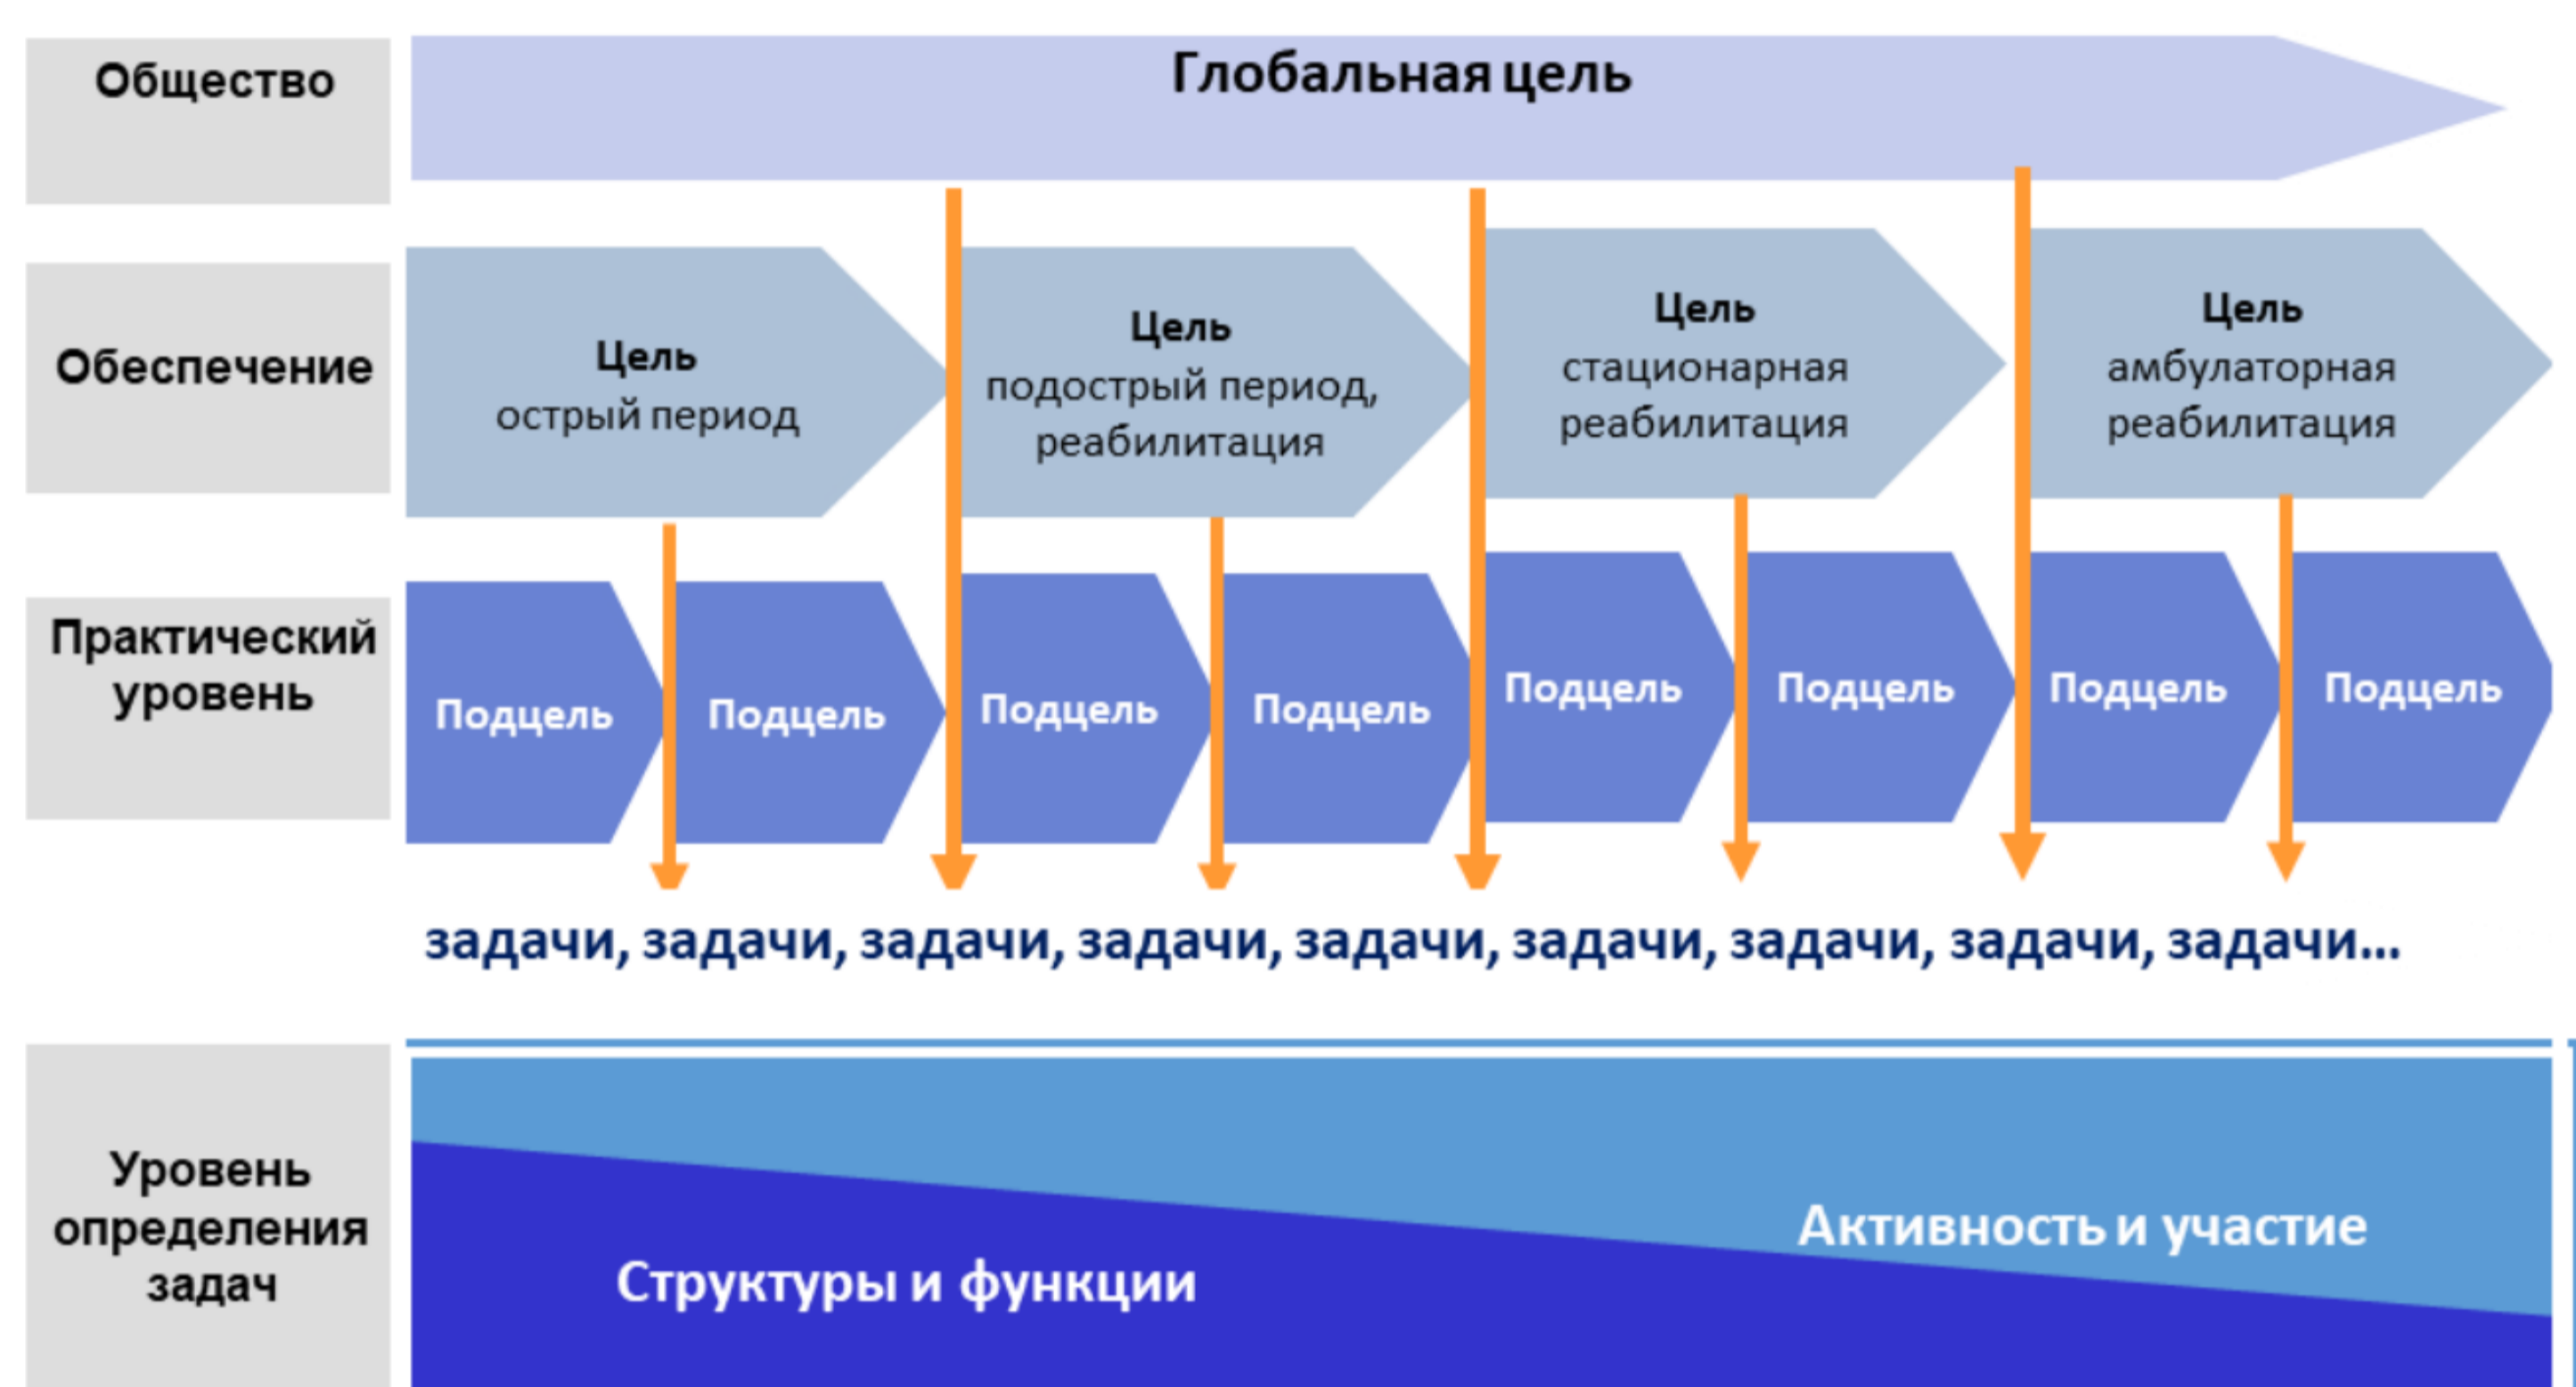 Общество
Глобальная цель
Обеспечение
Цель
острый период
Цель
подострый период,
реабилитация
Цель
стационарная
реабилитация
Цель
амбулаторная
реабилитация
Практический
уровень
Подцель
Подцель
Подцель
Подцель
Подцель
Подцель
Подцель
Подцель
задачи, задачи, задачи, задачи, задачи, задачи, задачи, задачи, задачи...
Уровень
определения
задач
Структуры и функции
Активность и участие